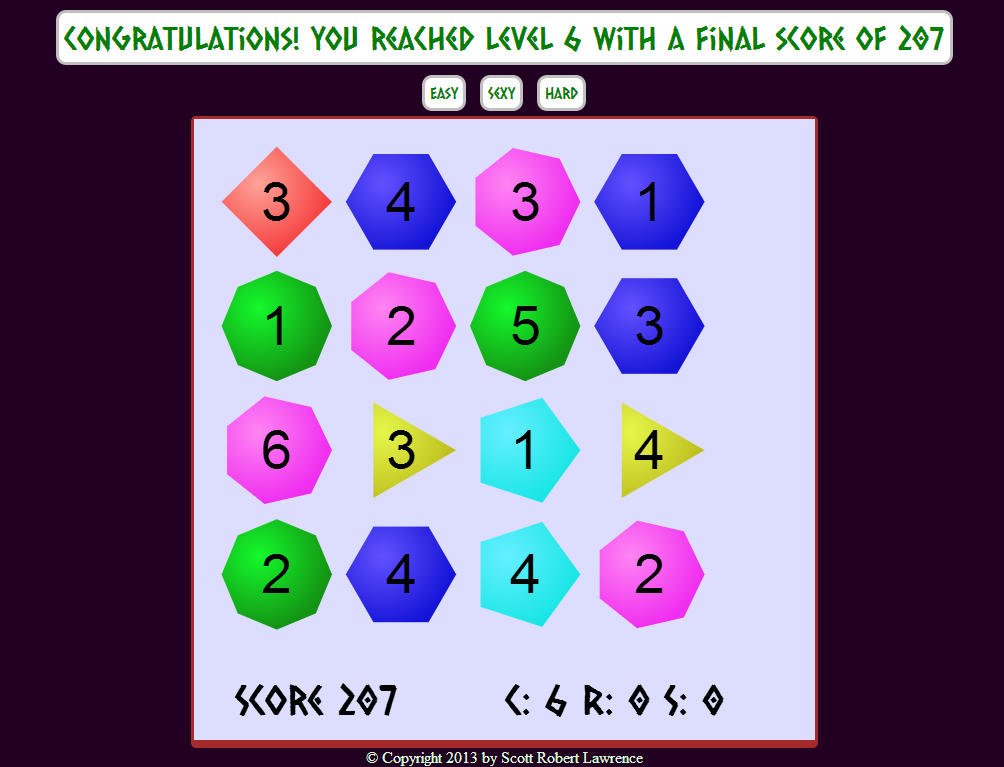 CONGRATULATiONS! YOU REACHED LEVEL 6 WiTH A FiNAL SCORE OF 207
EASY SEXY HARD
3 4 3 1
1 2 5 3
6 3 1 4
2 4 4 2
SCORE 207 C: 6 R: 0 S: 0
© Copyright 2013 by Scott Robert Lawrence